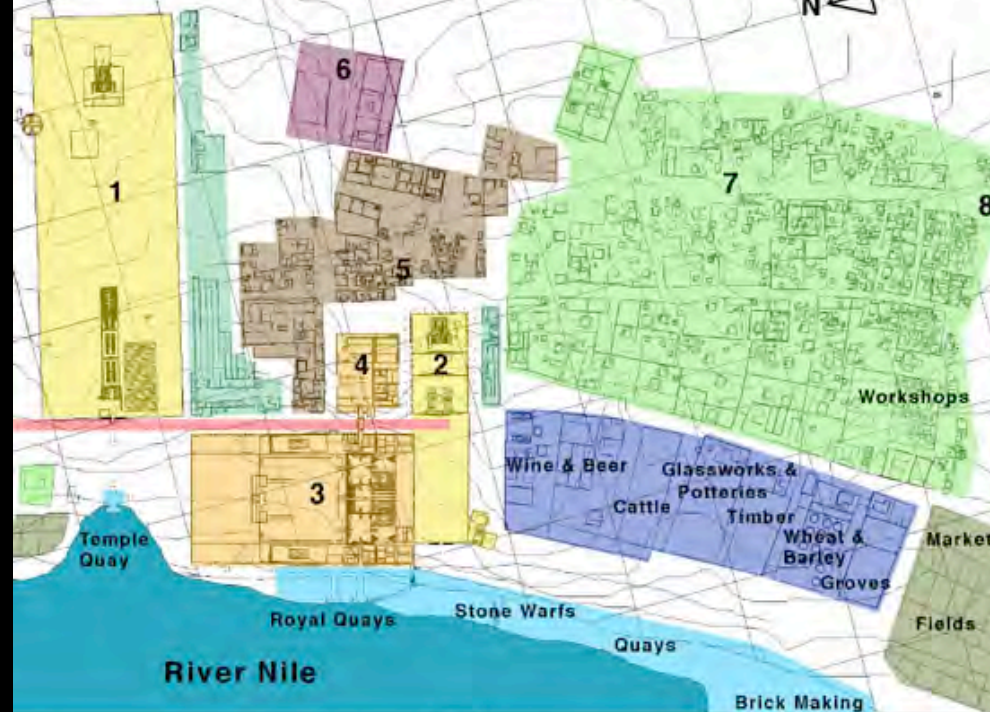 N
6
1
7
8
5
4
2
Workshops
3
Wine & Beer
Glassworks &
Potteries
Cattle
Timber
Wheat &
Barley
Groves
Market
Temple
Quay
Fields
Royal Quays
Stone Warfs
Quays
River Nile
Brick Making